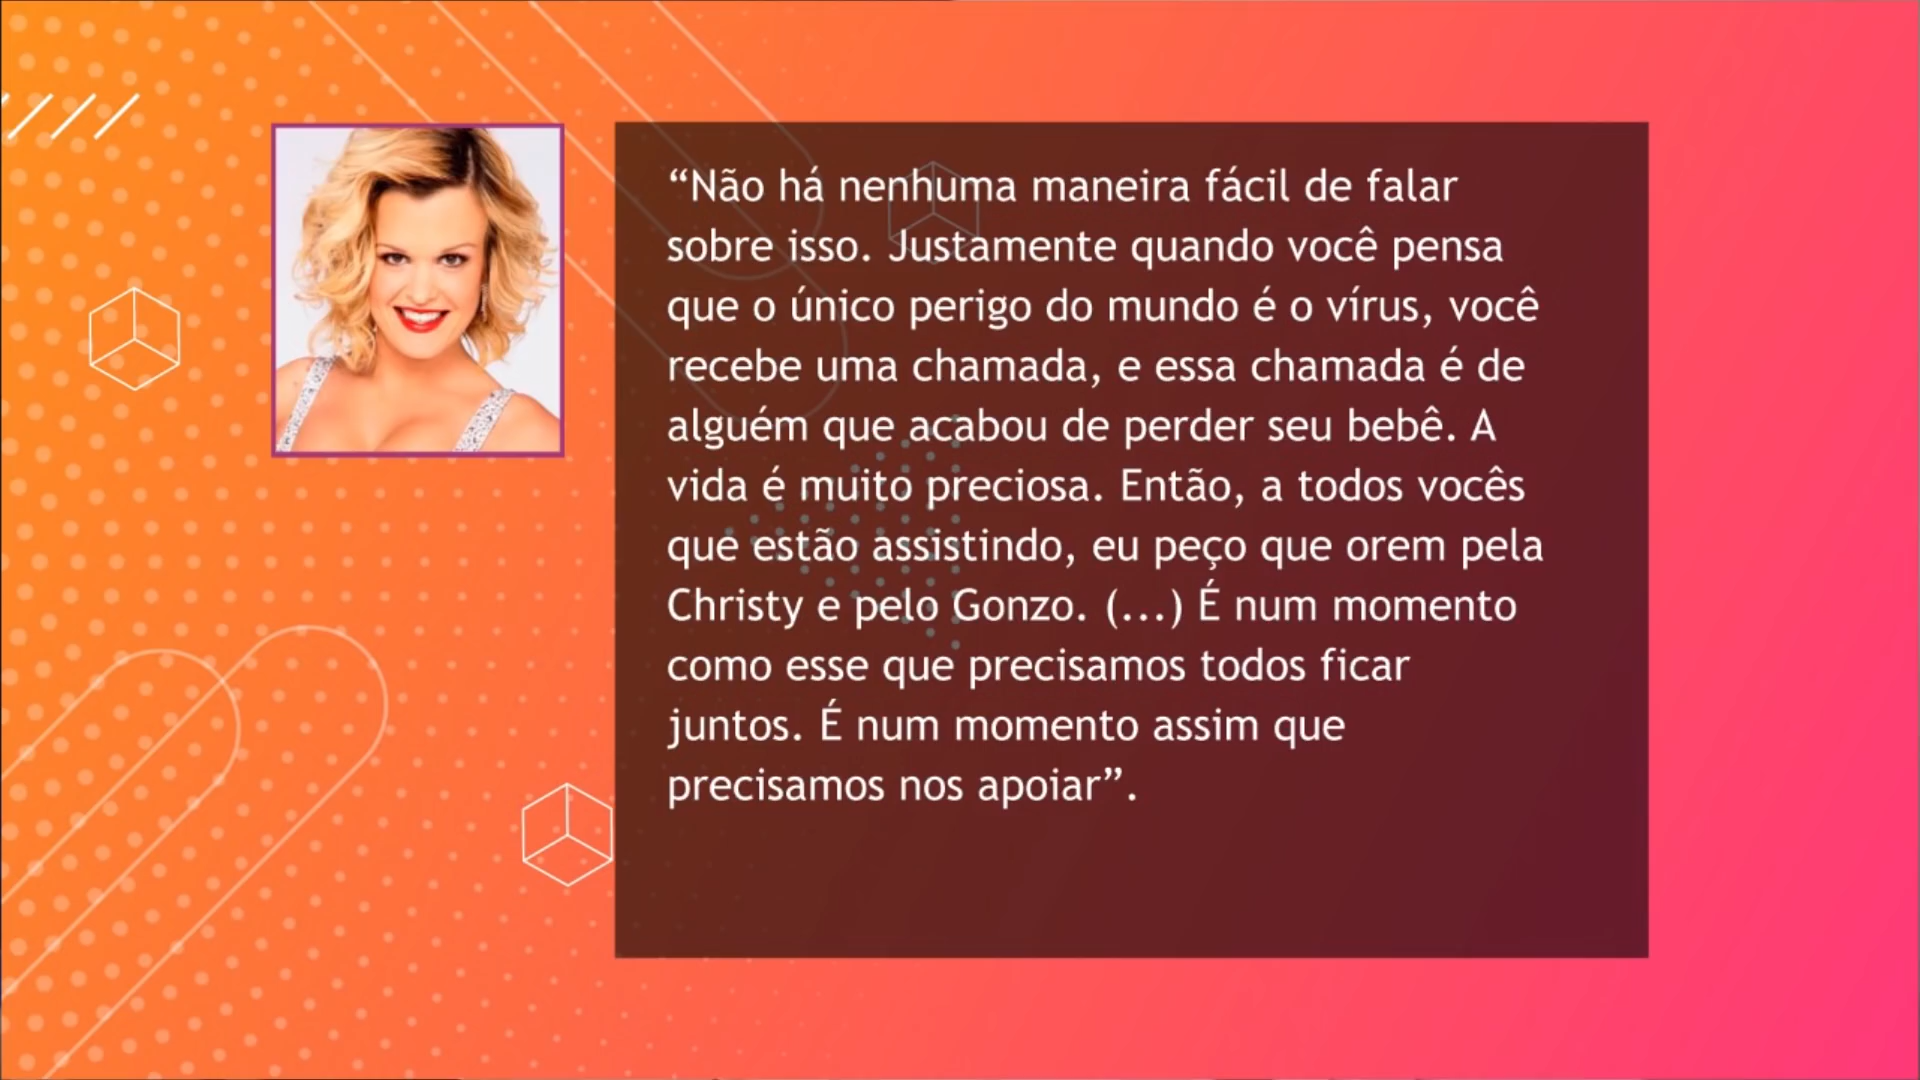 “Não há nenhuma maneira fácil de falar
sobre isso. Justamente quando você pensa
que o único perigo do mundo é o vírus, você
recebe uma chamada, e essa chamada é de
alguém que acabou de perder seu bebê. A
vida é muito preciosa. Então, a todos vocês
que estão assistindo, eu peço que orem pela
Christy e pelo Gonzo. (...) É num momento
como esse que precisamos todos ficar
juntos. É num momento assim que
precisamos nos apoiar”.